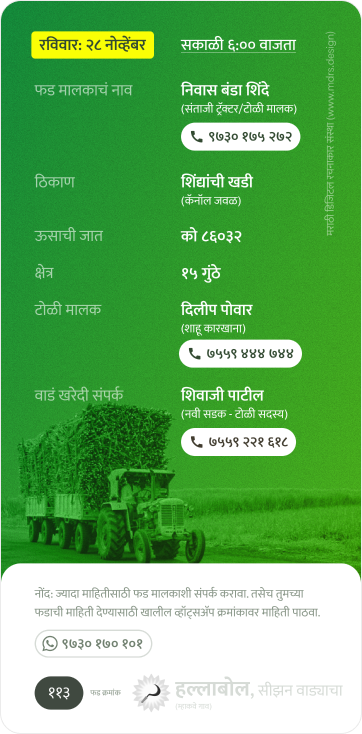 रविवार: २८ नोव्हेंबर
सकाळी ६:०० वाजता
फड मालकाचं नाव
निवास बंडा शिंदे
(संताजी ट्रॅक्टर/टोळी मालक)
९७३० १७५ २७२
ठिकाण
शिंद्यांची खडी
(कॅनॉल जवळ)
ऊसाची जात
को ८६०३२
क्षेत्र
१५ गुंठे
टोळी मालक
दिलीप पोवार
(शाहू कारखाना)
७५५९ ४४४ ७४४
वाडं खरेदी संपर्क
शिवाजी पाटील
(नवी सडक - टोळी सदस्य)
७५५९ २२१ ६१८
मराठी डिजिटल रचनाकार संस्था (www.mdrs.design)
नोंद: ज्यादा माहितीसाठी फड मालकाशी संपर्क करावा. तसेच तुमच्या
फडाची माहिती देण्यासाठी खालील व्हॉट्सॲप क्रमांकावर माहिती पाठवा.
९७३० १७० १०१
११३
फड क्रमांक
हल्लाबोल, सीझन वाड्याचा